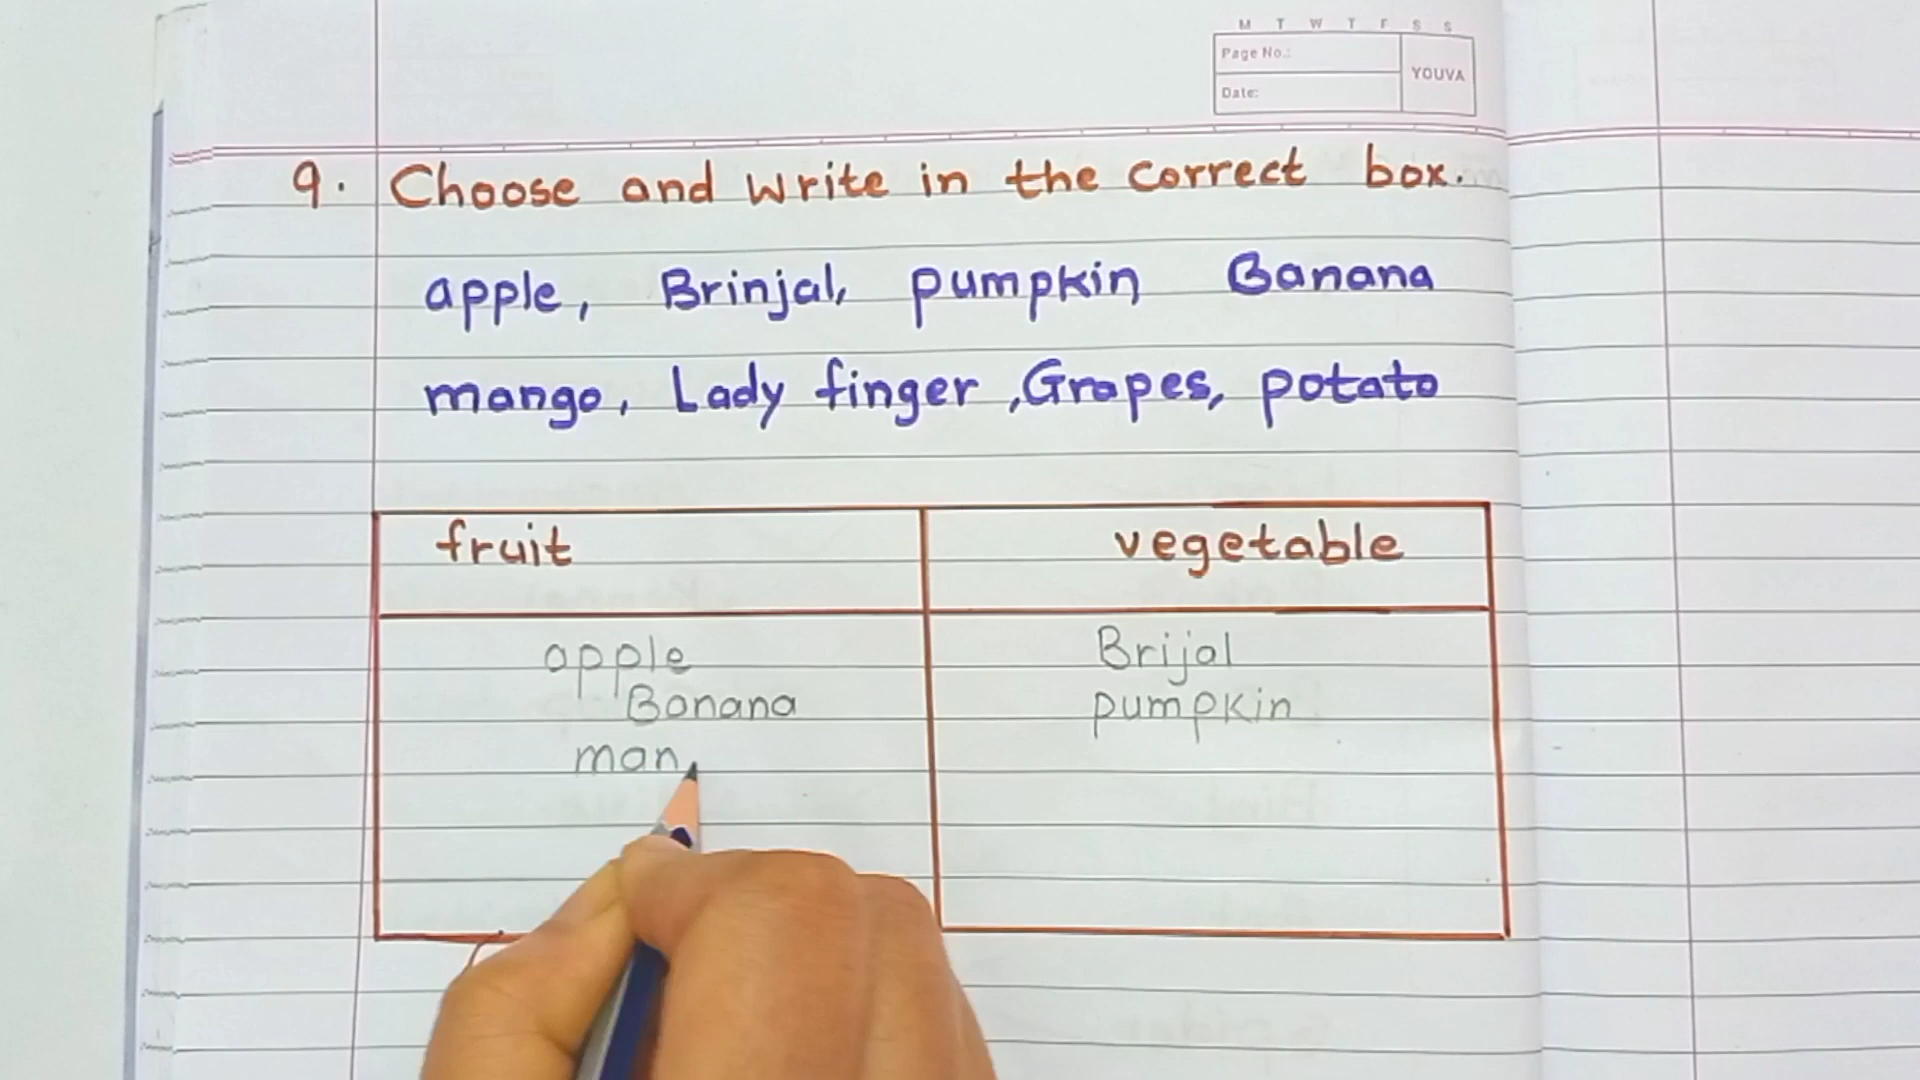 M T W T F S S
Page No.:
YOUVA
Date:
9. Choose and write in the correct box.
apple, Brinjal, pumpkin Banana
mango, Lady finger ,Grapes, potato
fruit vegetable
apple Brijal
Banana pumpkin
man